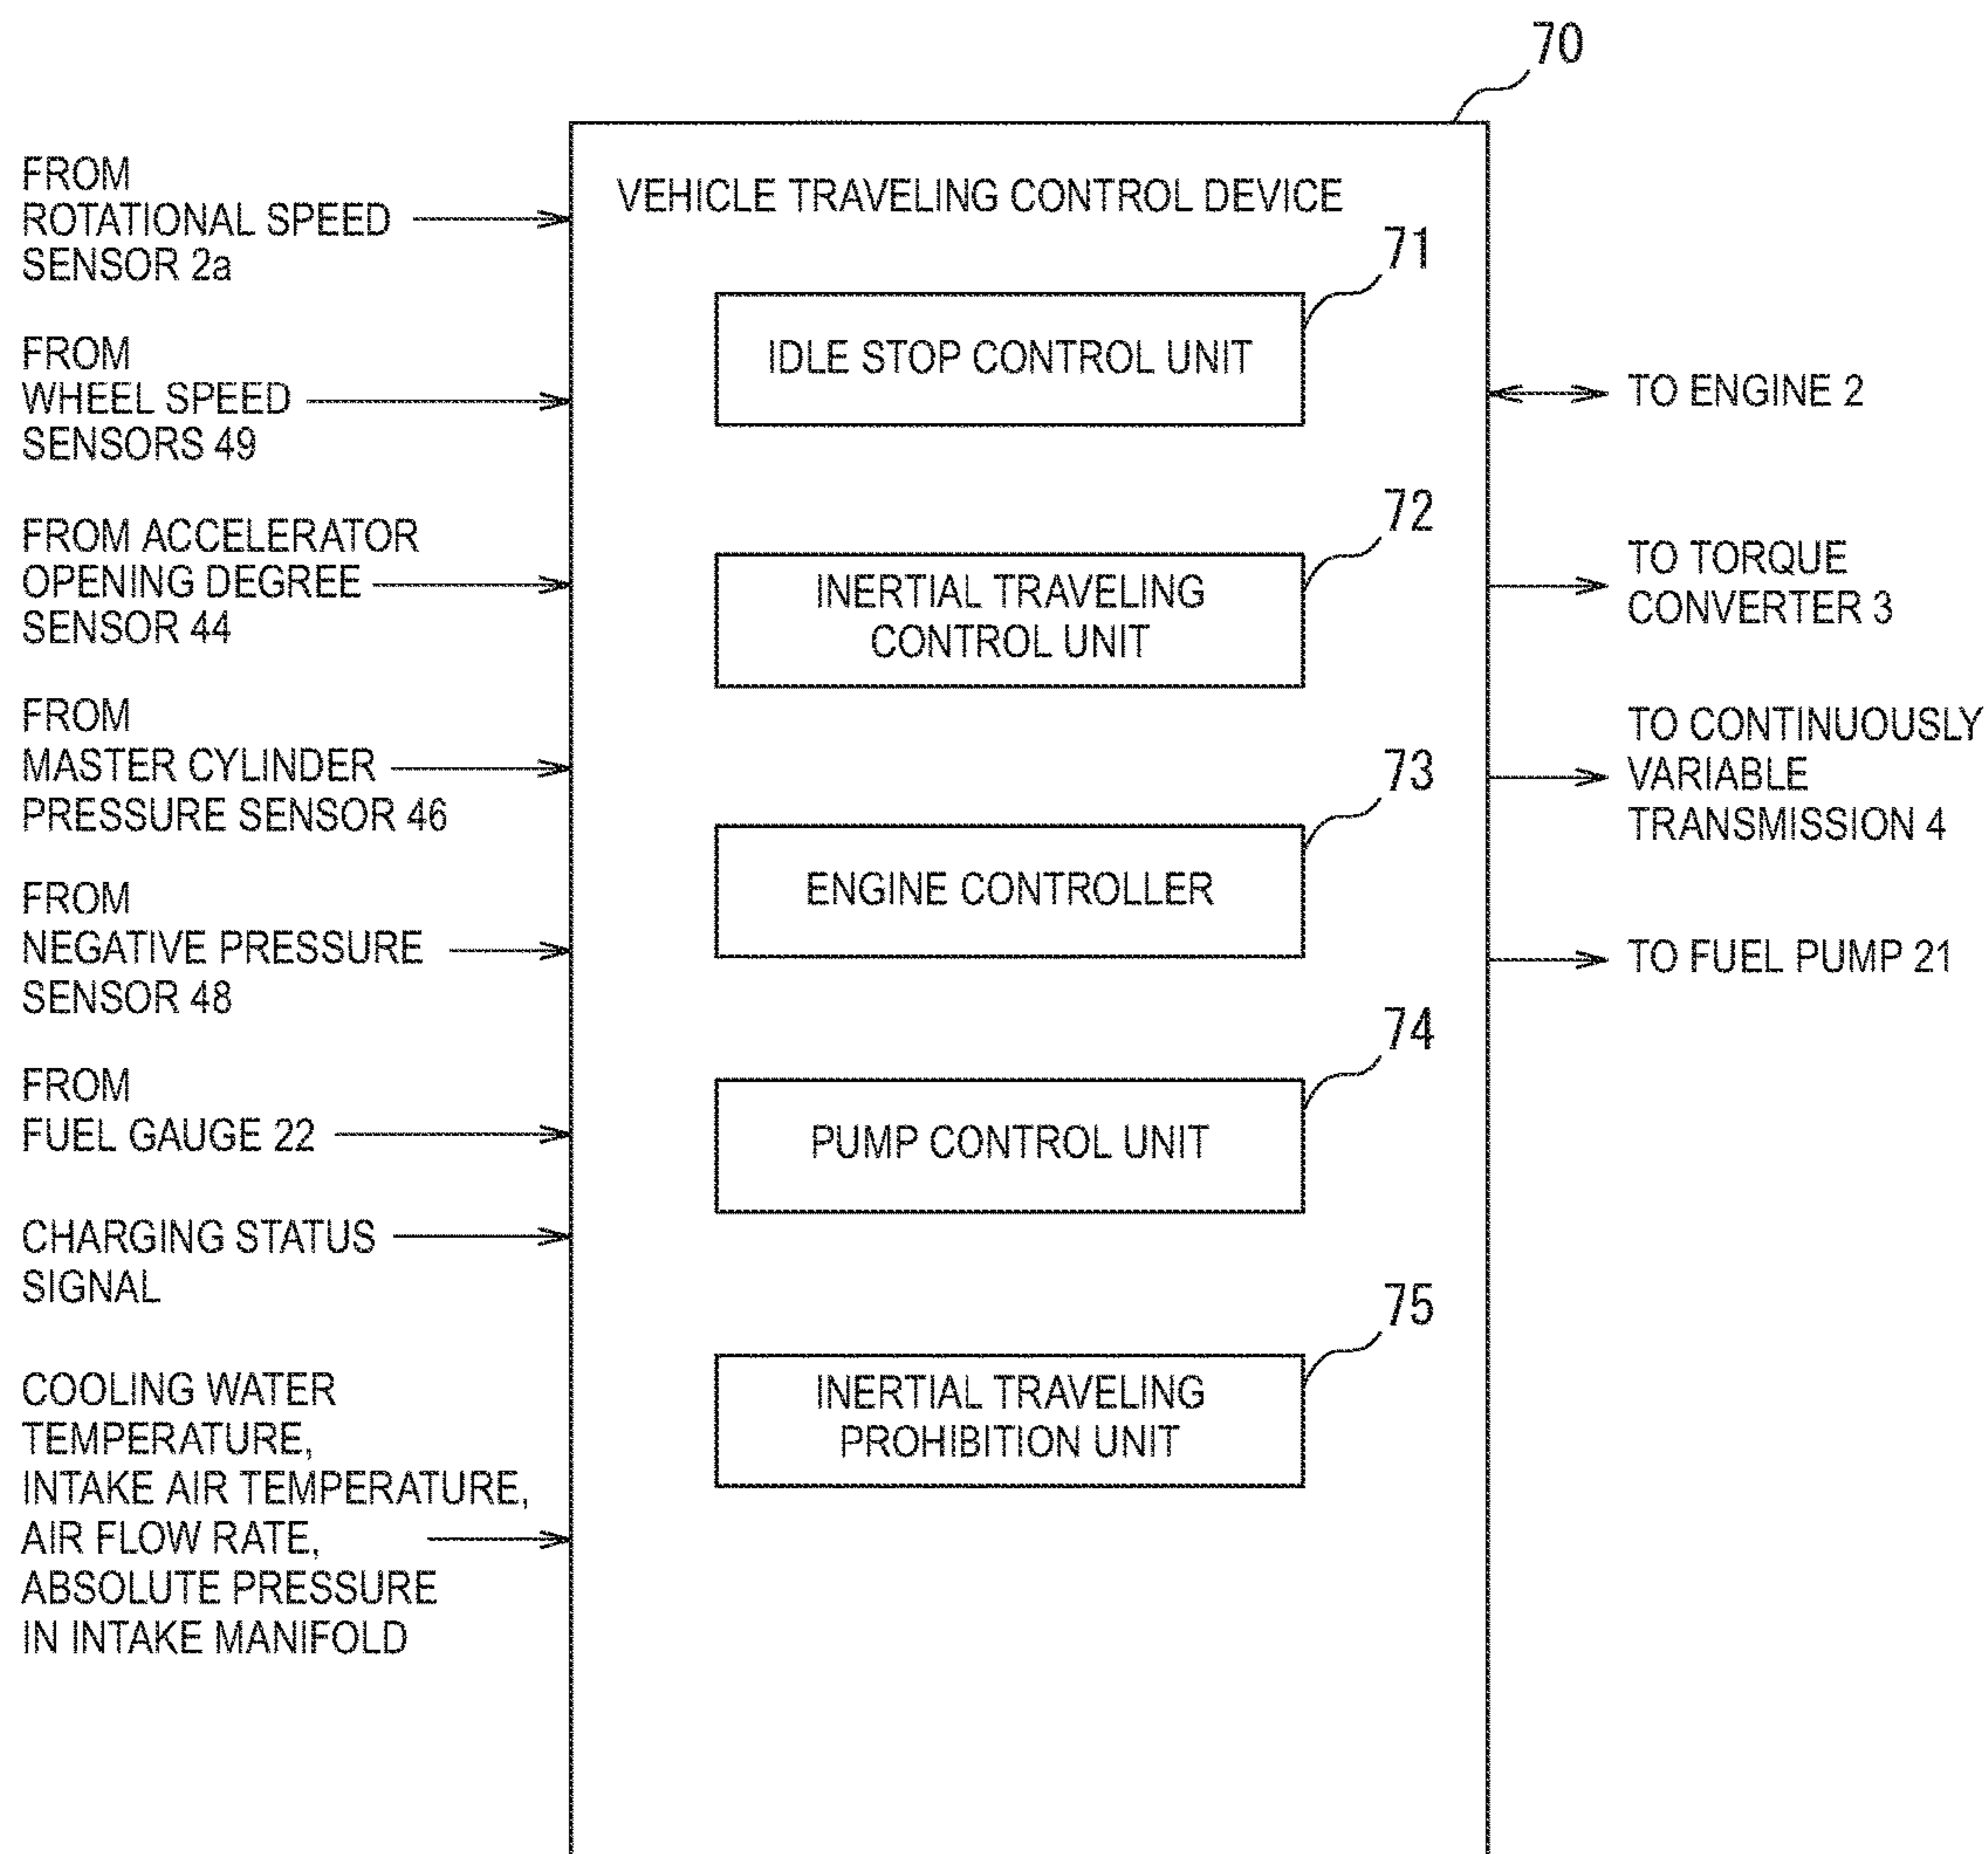 70
FROM
ROTATIONAL SPEED
SENSOR 2a
FROM
WHEEL SPEED
SENSORS 49
FROM ACCELERATOR
OPENING DEGREE
SENSOR 44
FROM
MASTER CYLINDER
PRESSURE SENSOR 46
FROM
NEGATIVE PRESSURE
SENSOR 48
FROM
FUEL GAUGE 22
CHARGING STATUS
SIGNAL
COOLING WATER
TEMPERATURE,
INTAKE AIR TEMPERATURE,
AIR FLOW RATE,
ABSOLUTE PRESSURE
IN INTAKE MANIFOLD
VEHICLE TRAVELING CONTROL DEVICE
71
IDLE STOP CONTROL UNIT
72
INERTIAL TRAVELING
CONTROL UNIT
73
ENGINE CONTROLLER
74
PUMP CONTROL UNIT
75
INERTIAL TRAVELING
PROHIBITION UNIT
TO ENGINE 2
TO TORQUE
CONVERTER 3
TO CONTINUOUSLY
VARIABLE
TRANSMISSION 4
TO FUEL PUMP 21